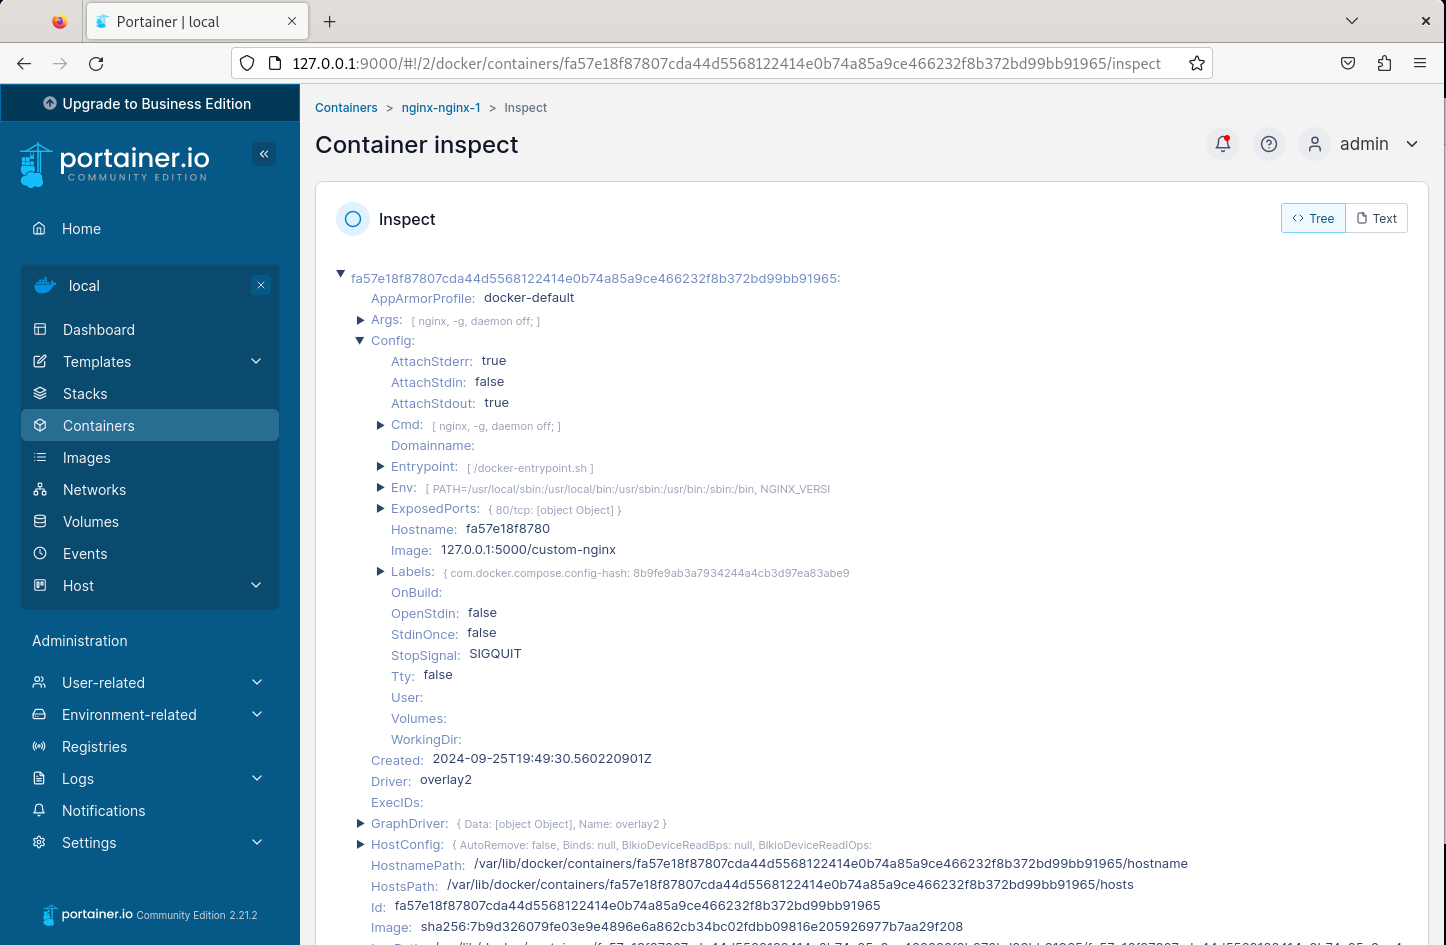 Portainer | local
127.0.0.1:9000/#!/2/docker/containers/fa57e18f87807cda44d5568122414e0b74a85a9ce466232f8b372bd99bb91965/inspect
Upgrade to Business Edition
portainer.io
COMMUNITY EDITION
Home
local
Dashboard
Templates
Stacks
Containers
Images
Networks
Volumes
Events
Host
Administration
User-related
Environment-related
Registries
Logs
Notifications
Settings
portainer.io Community Edition 2.21.2
Containers > nginx-nginx-1 > Inspect
Container inspect
admin
Inspect
Tree
Text
fa57e18f87807cda44d5568122414e0b74a85a9ce466232f8b372bd99bb91965:
AppArmorProfile: docker-default
Args: [ nginx, -g, daemon off; ]
Config:
AttachStderr: true
AttachStdin: false
AttachStdout: true
Cmd: [ nginx, -g, daemon off; ]
Domainname:
Entrypoint: [ /docker-entrypoint.sh ]
Env: [ PATH=/usr/local/sbin:/usr/local/bin:/usr/sbin:/usr/bin:/sbin:/bin, NGINX_VERSI
ExposedPorts: { 80/tcp: [object Object] }
Hostname: fa57e18f8780
Image: 127.0.0.1:5000/custom-nginx
Labels: { com.docker.compose.config-hash: 8b9fe9ab3a7934244a4cb3d97ea83abe9
OnBuild:
OpenStdin: false
StdinOnce: false
StopSignal: SIGQUIT
Tty: false
User:
Volumes:
WorkingDir:
Created: 2024-09-25T19:49:30.560220901Z
Driver: overlay2
ExecIDs:
GraphDriver: { Data: [object Object], Name: overlay2 }
HostConfig: { AutoRemove: false, Binds: null, BlkioDeviceReadBps: null, BlkioDeviceReadIOps:
HostnamePath: /var/lib/docker/containers/fa57e18f87807cda44d5568122414e0b74a85a9ce466232f8b372bd99bb91965/hostname
HostsPath: /var/lib/docker/containers/fa57e18f87807cda44d5568122414e0b74a85a9ce466232f8b372bd99bb91965/hosts
Id: fa57e18f87807cda44d5568122414e0b74a85a9ce466232f8b372bd99bb91965
Image: sha256:7b9d326079fe03e9e4896e6a862cb34bc02fdbb09816e205926977b7aa29f208